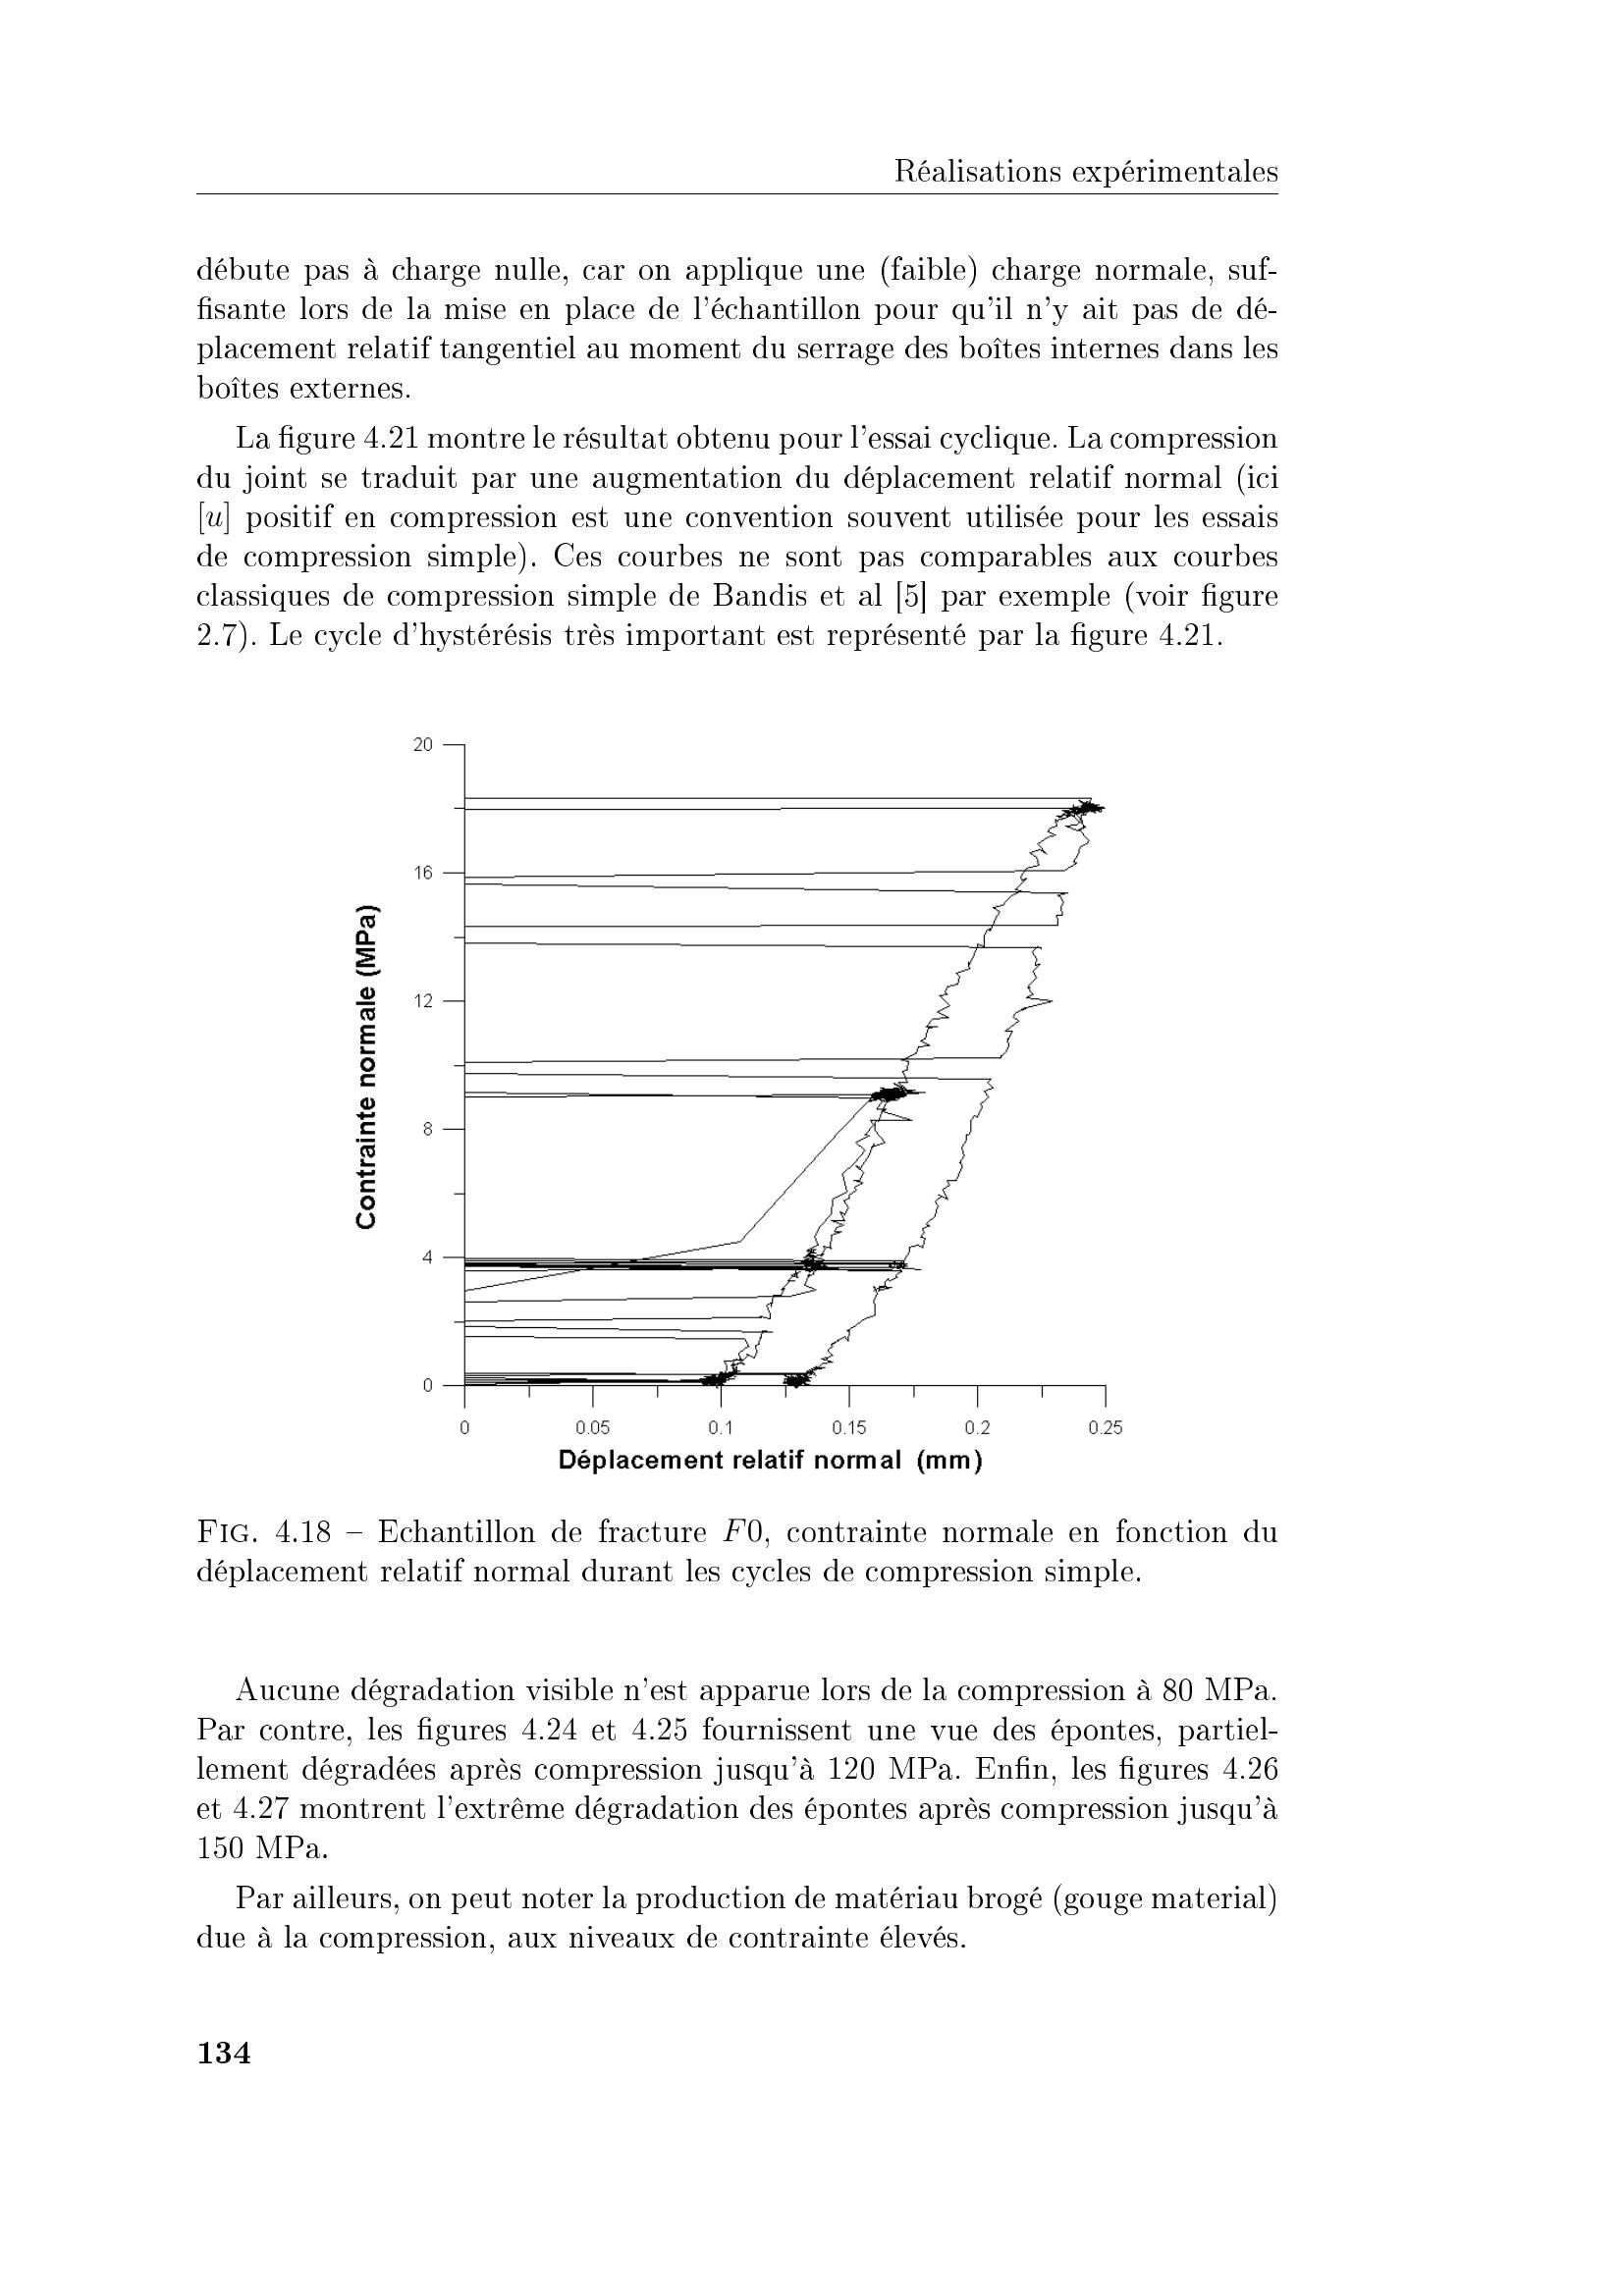 Réalisations expérimentales
débute pas à charge nulle, car on applique une (faible) charge normale, suf-
fisante lors de la mise en place de l'échantillon pour qu'il n'y ait pas de dé-
placement relatif tangentiel au moment du serrage des boîtes internes dans les
boîtes externes.
La figure 4.21 montre le résultat obtenu pour l'essai cyclique. La compression
du joint se traduit par une augmentation du déplacement relatif normal (ici
[u] positif en compression est une convention souvent utilisée pour les essais
de compression simple). Ces courbes ne sont pas comparables aux courbes
classiques de compression simple de Bandis et al [5] par exemple (voir figure
2.7). Le cycle d'hystérésis très important est représenté par la figure 4.21.
20
16
12
8
4
0
Contrainte normale (MPa)
0 0.05 0.1 0.15 0.2 0.25
Déplacement relatif normal (mm)
FIG. 4.18 – Echantillon de fracture F0, contrainte normale en fonction du
déplacement relatif normal durant les cycles de compression simple.
Aucune dégradation visible n'est apparue lors de la compression à 80 MPa.
Par contre, les figures 4.24 et 4.25 fournissent une vue des épontes, partiel-
lement dégradées après compression jusqu'à 120 MPa. Enfin, les figures 4.26
et 4.27 montrent l'extrême dégradation des épontes après compression jusqu'à
150 MPa.
Par ailleurs, on peut noter la production de matériau brogé (gouge material)
due à la compression, aux niveaux de contrainte élevés.
134